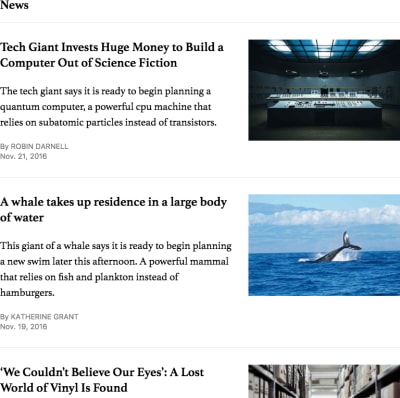 News
Tech Giant Invests Huge Money to Build a
Computer Out of Science Fiction
The tech giant says it is ready to begin planning a
quantum computer, a powerful cpu machine that
relies on subatomic particles instead of transistors.
By ROBIN DARNELL
Nov. 21, 2016
A whale takes up residence in a large body
of water
This giant of a whale says it is ready to begin planning
a new swim later this afternoon. A powerful mammal
that relies on fish and plankton instead of
hamburgers.
By KATHERINE GRANT
Nov. 19, 2016
‘We Couldn't Believe Our Eyes’: A Lost
World of Vinyl Is Found